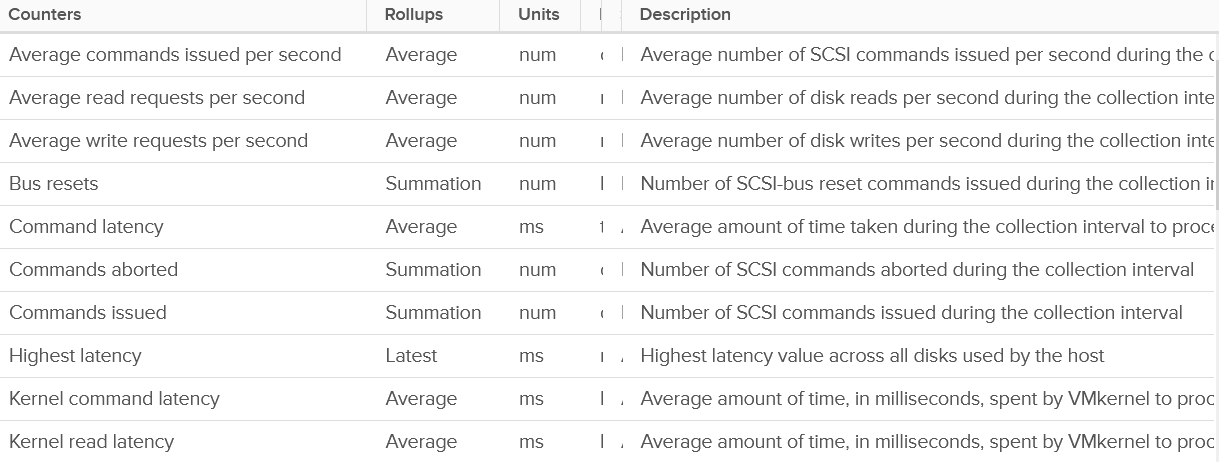 Counters Rollups Units Description
Average commands issued per second Average num Average number of SCSI commands issued per second during the
Average read requests per second Average num Average number of disk reads per second during the collection
Average write requests per second Average num Average number of disk writes per second during the collection
Bus resets Summation num Number of SCSI-bus reset commands issued during the collection
Command latency Average ms Average amount of time taken during the collection interval to
Commands aborted Summation num Number of SCSI commands aborted during the collection interval
Commands issued Summation num Number of SCSI commands issued during the collection interval
Highest latency Latest ms Highest latency value across all disks used by the host
Kernel command latency Average ms Average amount of time, in milliseconds, spent by VMkernel to
Kernel read latency Average ms Average amount of time, in milliseconds, spent by VMkernel to